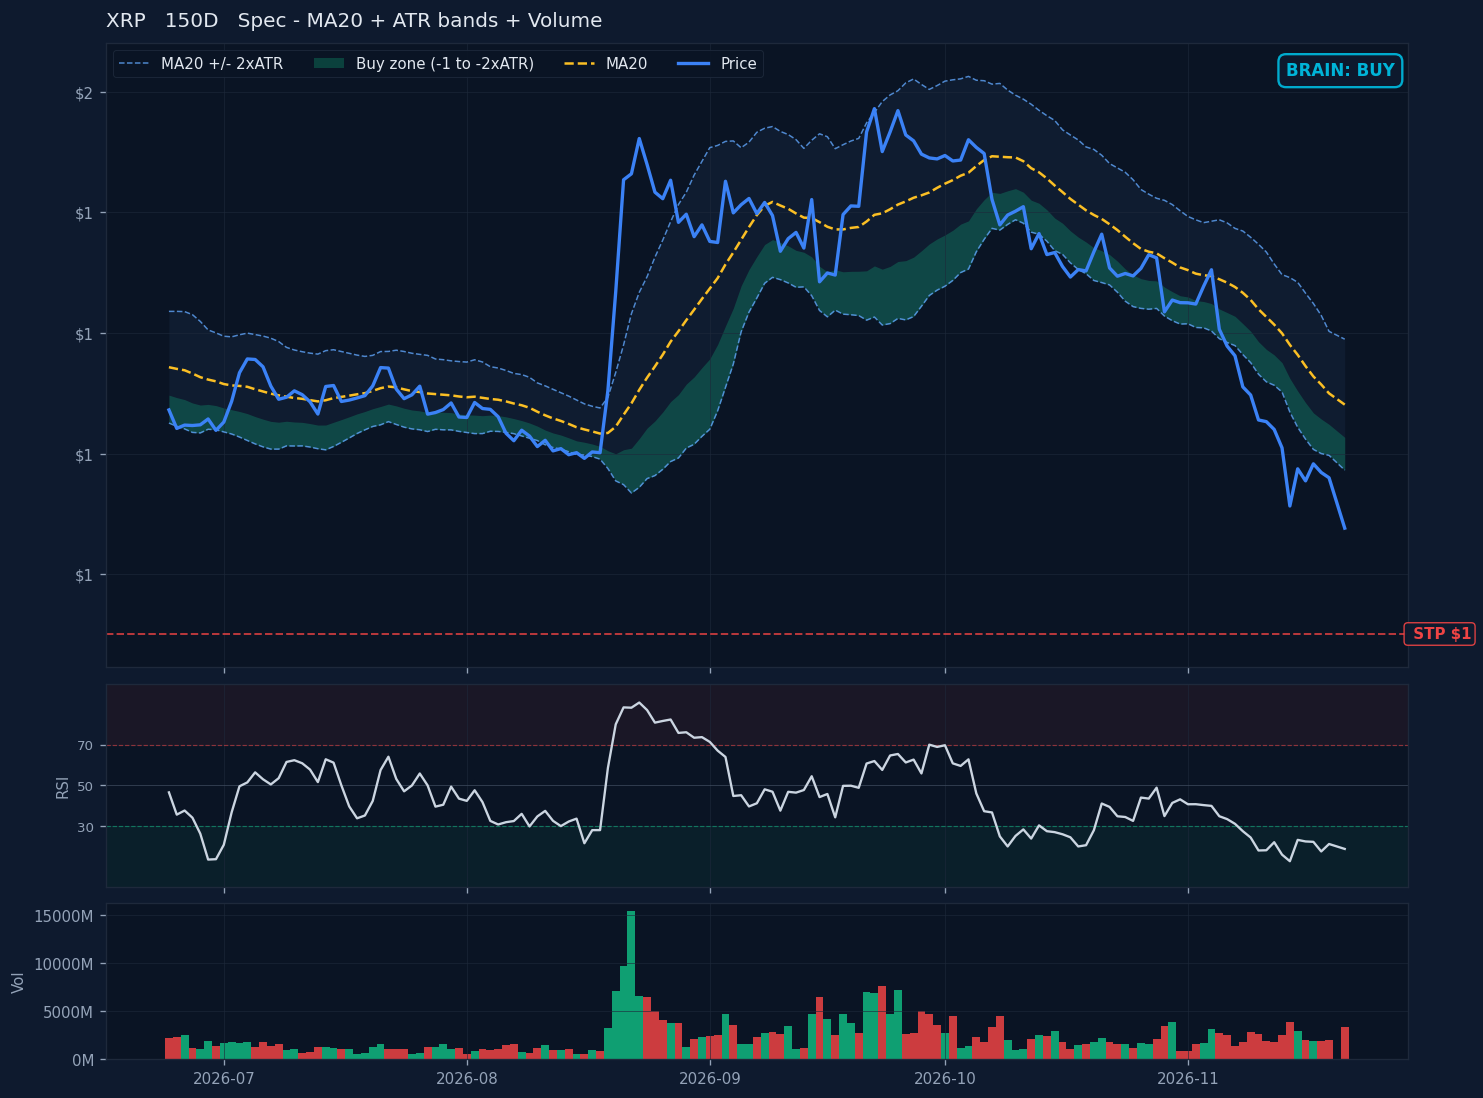 XRP   150D   Spec - MA20 + ATR bands + Volume
MA20 +/- 2xATR
Buy zone (-1 to -2xATR)
MA20
Price
BRAIN: BUY
$2
$1
$1
$1
$1
STP $1
RSI
70
50
30
Vol
15000M
10000M
5000M
0M
2026-07
2026-08
2026-09
2026-10
2026-11